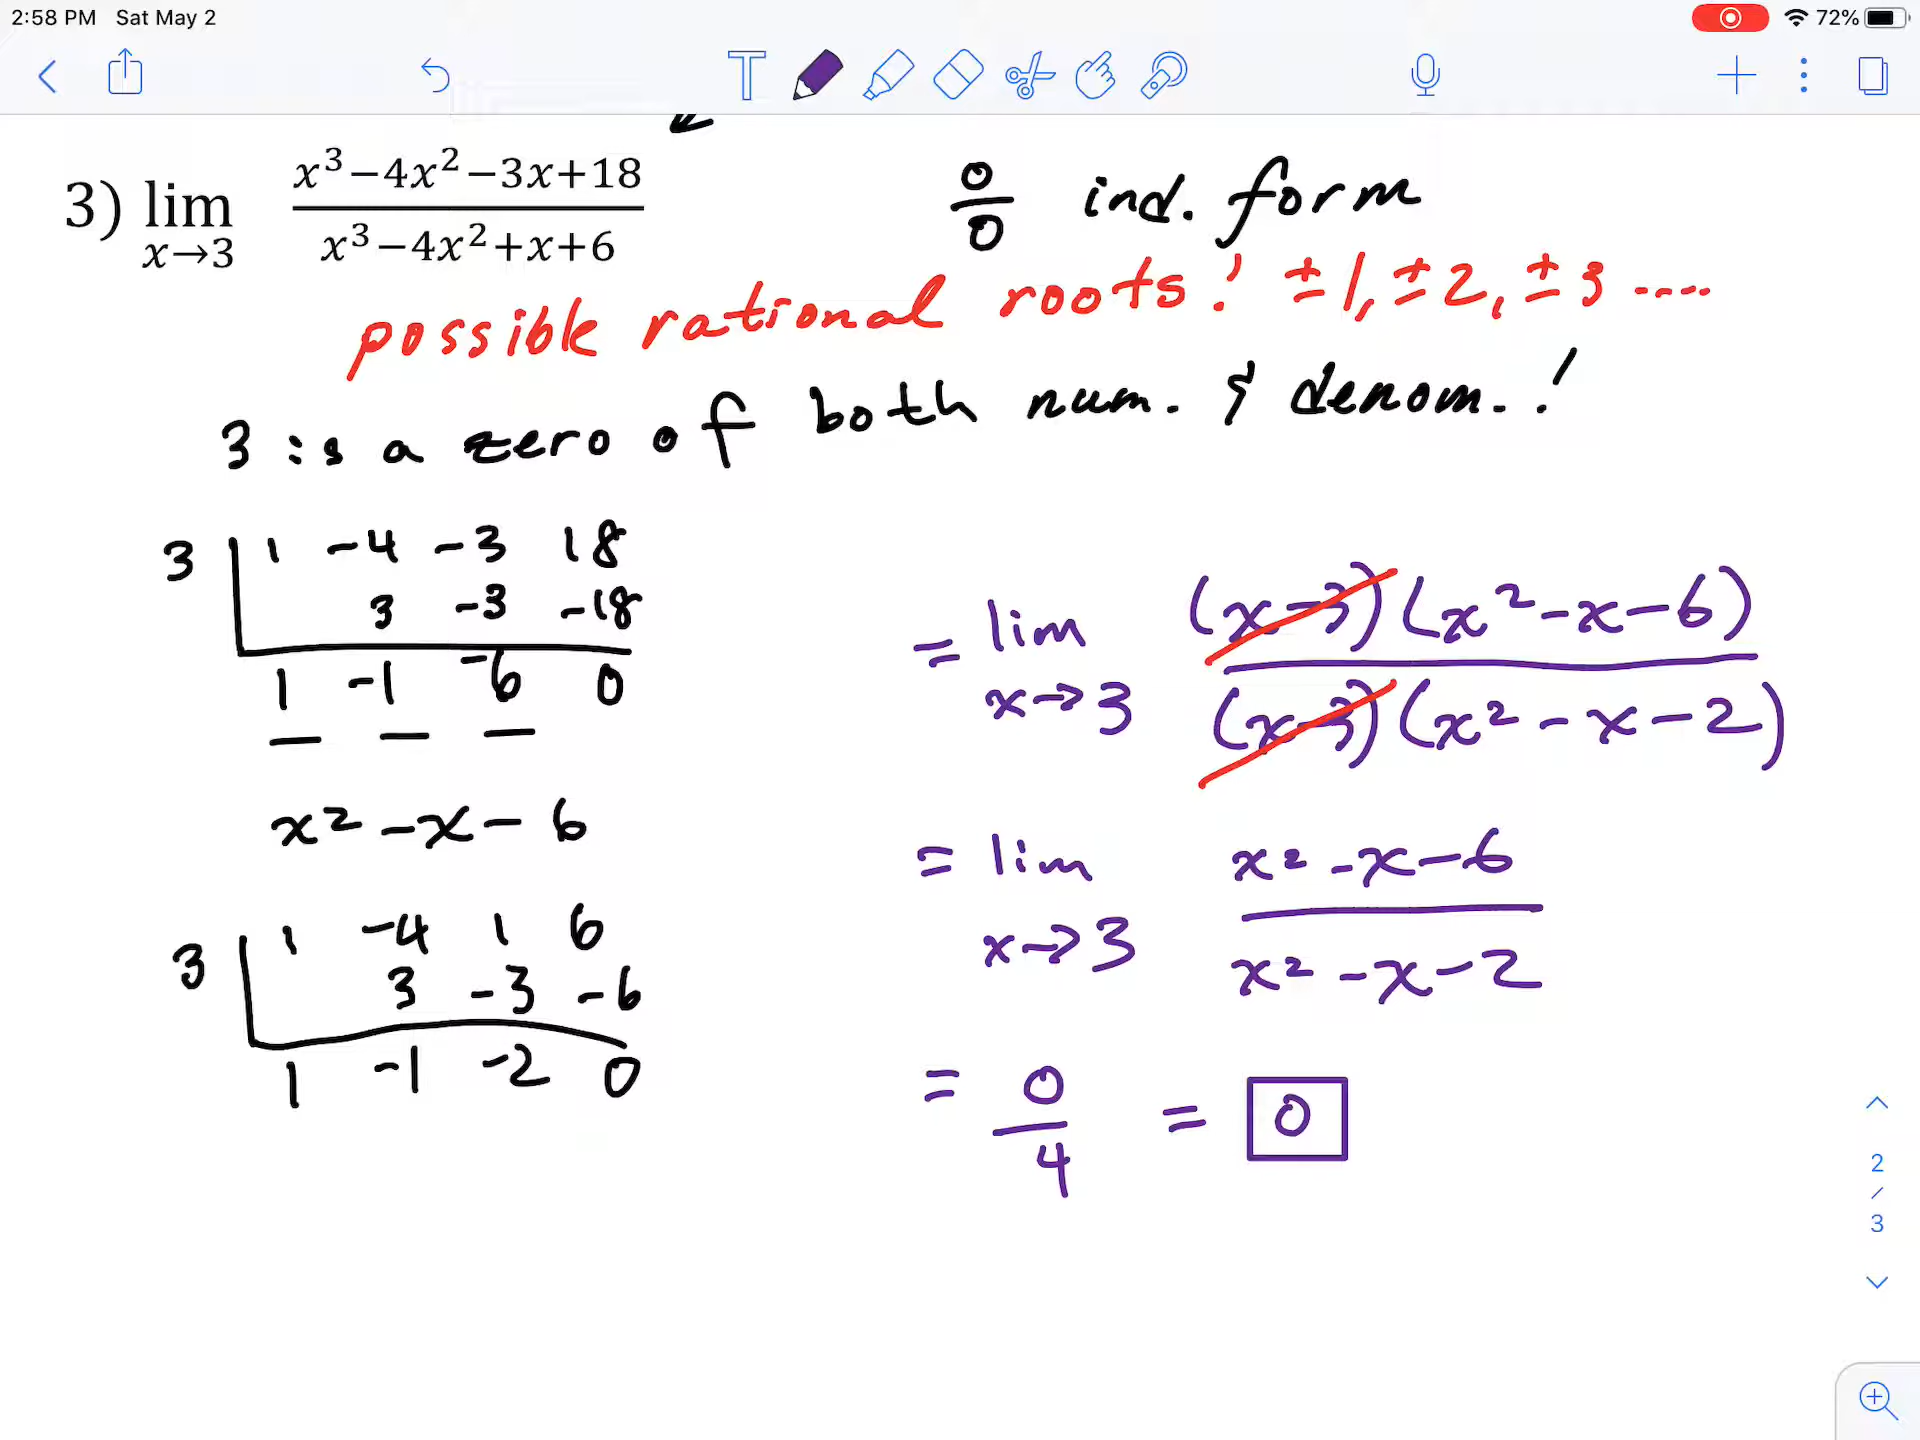 2:58 PM Sat May 2
72%
T
3) lim x→3 (x³−4x²−3x+18)/(x³−4x²+x+6)
0/0 ind. form
possible rational roots: ±1, ±2, ±3 ....
3 is a zero of both num. & denom.!
3 | 1 -4 -3 18
3 -3 -18
1 -1 -6 0
x² - x - 6
3 | 1 -4 1 6
3 -3 -6
1 -1 -2 0
= lim x→3 (x-3)(x²-x-6)/(x-3)(x²-x-2)
= lim x→3 (x²-x-6)/(x²-x-2)
= 0/4 = 0
2
/
3